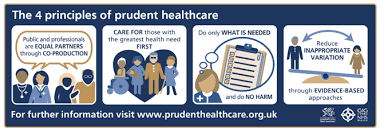 The 4 principles of prudent healthcare
Public and professionals
are EQUAL PARTNERS
through CO-PRODUCTION
CARE FOR those with
the greatest health need
FIRST
Do only WHAT IS NEEDED
and do NO HARM
Reduce
INAPPROPRIATE
VARIATION
through EVIDENCE-BASED
approaches
For further information visit www.prudenthealthcare.org.uk
GIG
NHS